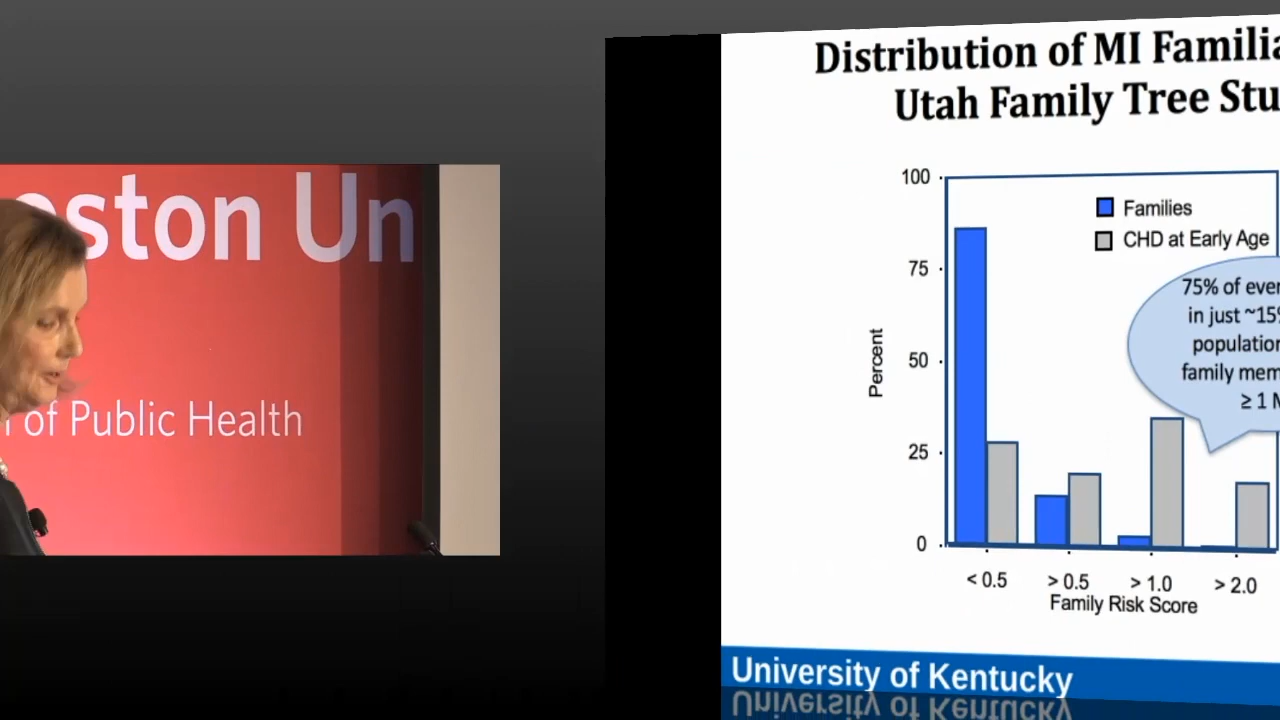 eston Un
of Public Health
Distribution of MI Familia
Utah Family Tree Stu
100
75
50
25
0
Percent
Families
CHD at Early Age
75% of even
in just ~15%
population
family mem
≥ 1 M
< 0.5 > 0.5 > 1.0 > 2.0
Family Risk Score
University of Kentucky